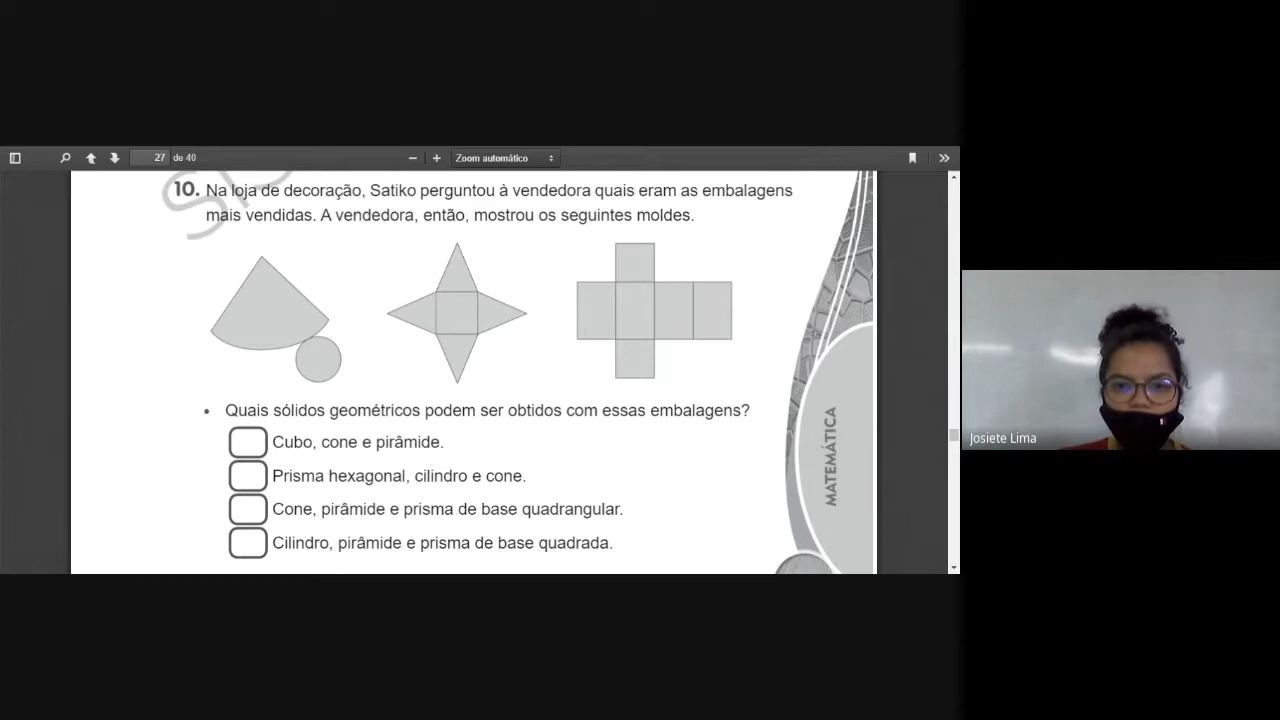 27 de 40
Zoom automático
10. Na loja de decoração, Satiko perguntou à vendedora quais eram as embalagens
mais vendidas. A vendedora, então, mostrou os seguintes moldes.
• Quais sólidos geométricos podem ser obtidos com essas embalagens?
Cubo, cone e pirâmide.
Prisma hexagonal, cilindro e cone.
Cone, pirâmide e prisma de base quadrangular.
Cilindro, pirâmide e prisma de base quadrada.
MATEMÁTICA
Josiete Lima